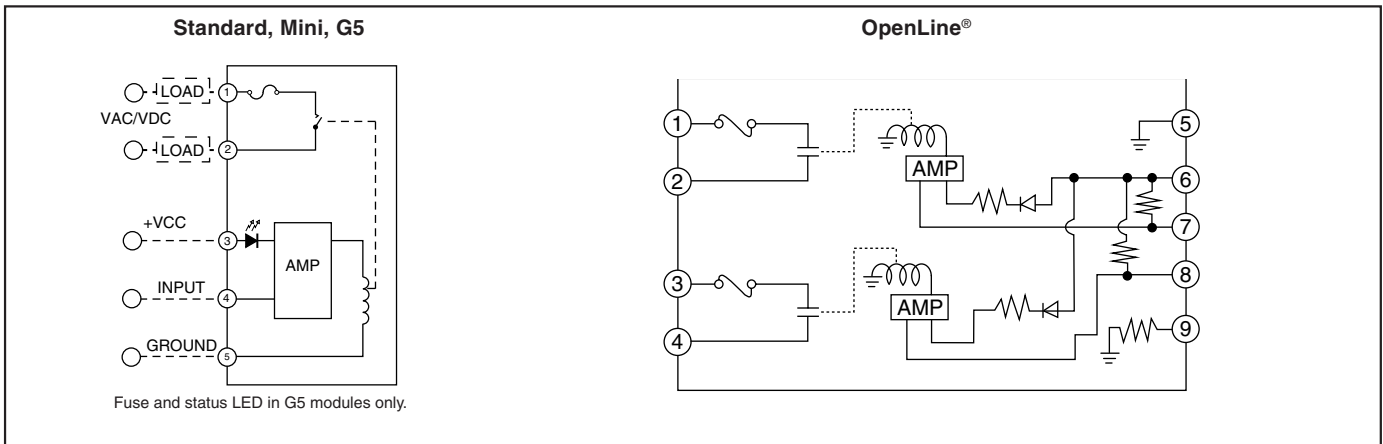 Standard, Mini, G5
LOAD
1
VAC/VDC
LOAD
2
+VCC
3
AMP
INPUT
4
GROUND
5
Fuse and status LED in G5 modules only.
OpenLine®
1
2
3
4
AMP
AMP
5
6
7
8
9